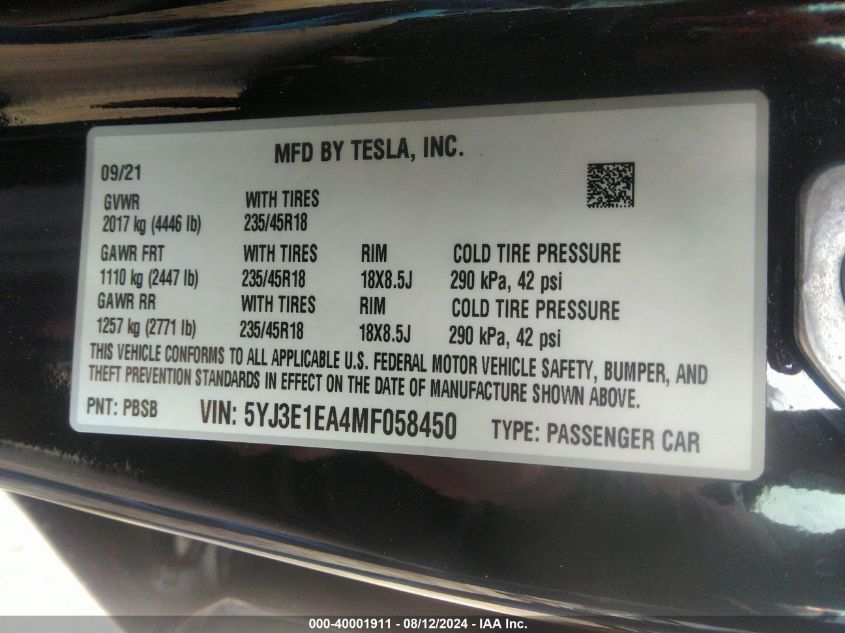 MFD BY TESLA, INC.
09/21
GVWR WITH TIRES
2017 kg (4446 lb) 235/45R18
GAWR FRT WITH TIRES RIM COLD TIRE PRESSURE
1110 kg (2447 lb) 235/45R18 18X8.5J 290 kPa, 42 psi
GAWR RR WITH TIRES RIM COLD TIRE PRESSURE
1257 kg (2771 lb) 235/45R18 18X8.5J 290 kPa, 42 psi
THIS VEHICLE CONFORMS TO ALL APPLICABLE U.S. FEDERAL MOTOR VEHICLE SAFETY, BUMPER, AND
THEFT PREVENTION STANDARDS IN EFFECT ON THE DATE OF MANUFACTURE SHOWN ABOVE.
PNT: PBSB VIN: 5YJ3E1EA4MF058450 TYPE: PASSENGER CAR
000-40001911 - 08/12/2024 - IAA Inc.